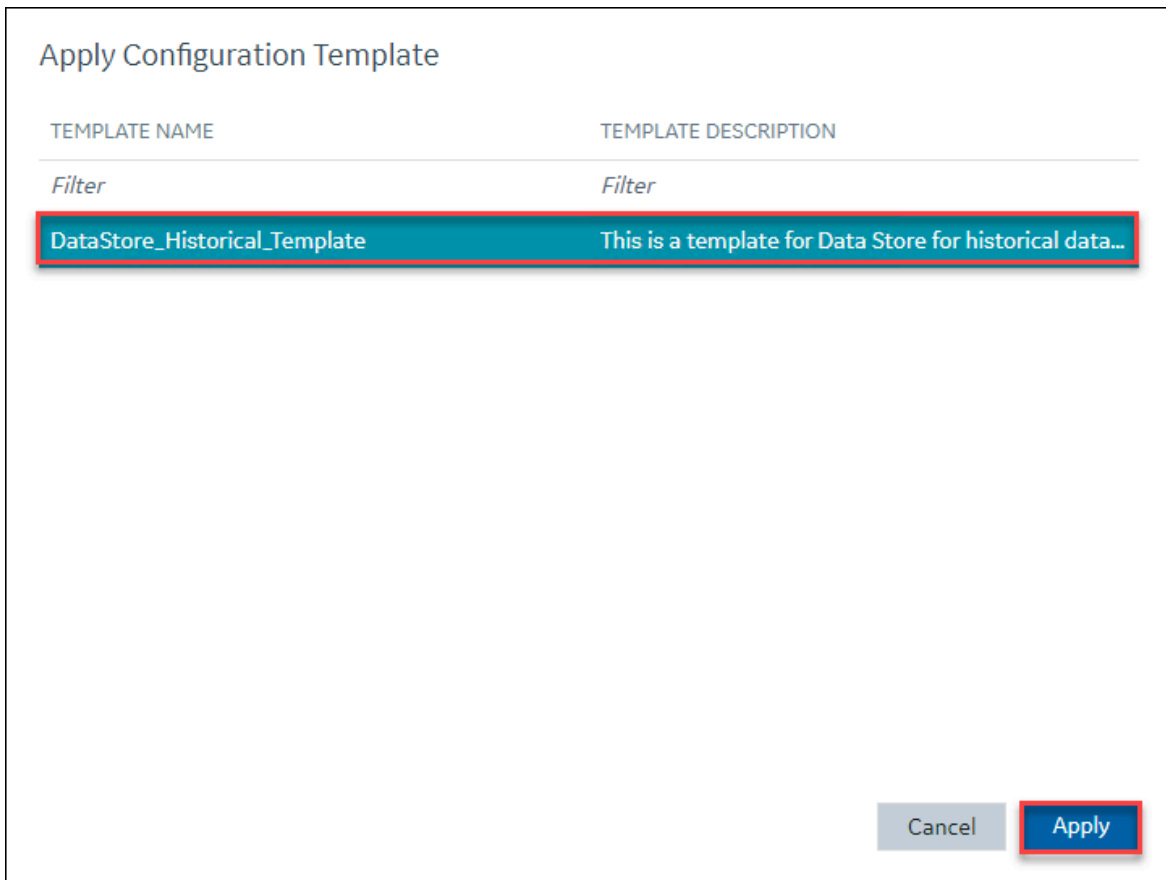 Apply Configuration Template
TEMPLATE NAME TEMPLATE DESCRIPTION
Filter Filter
DataStore_Historical_Template This is a template for Data Store for historical data...
Cancel Apply